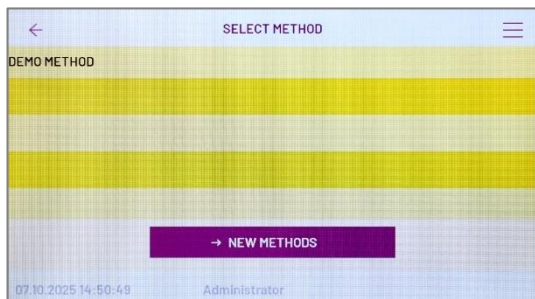 ←
SELECT METHOD
DEMO METHOD
→ NEW METHODS
07.10.2025 14:50:49 Administrator